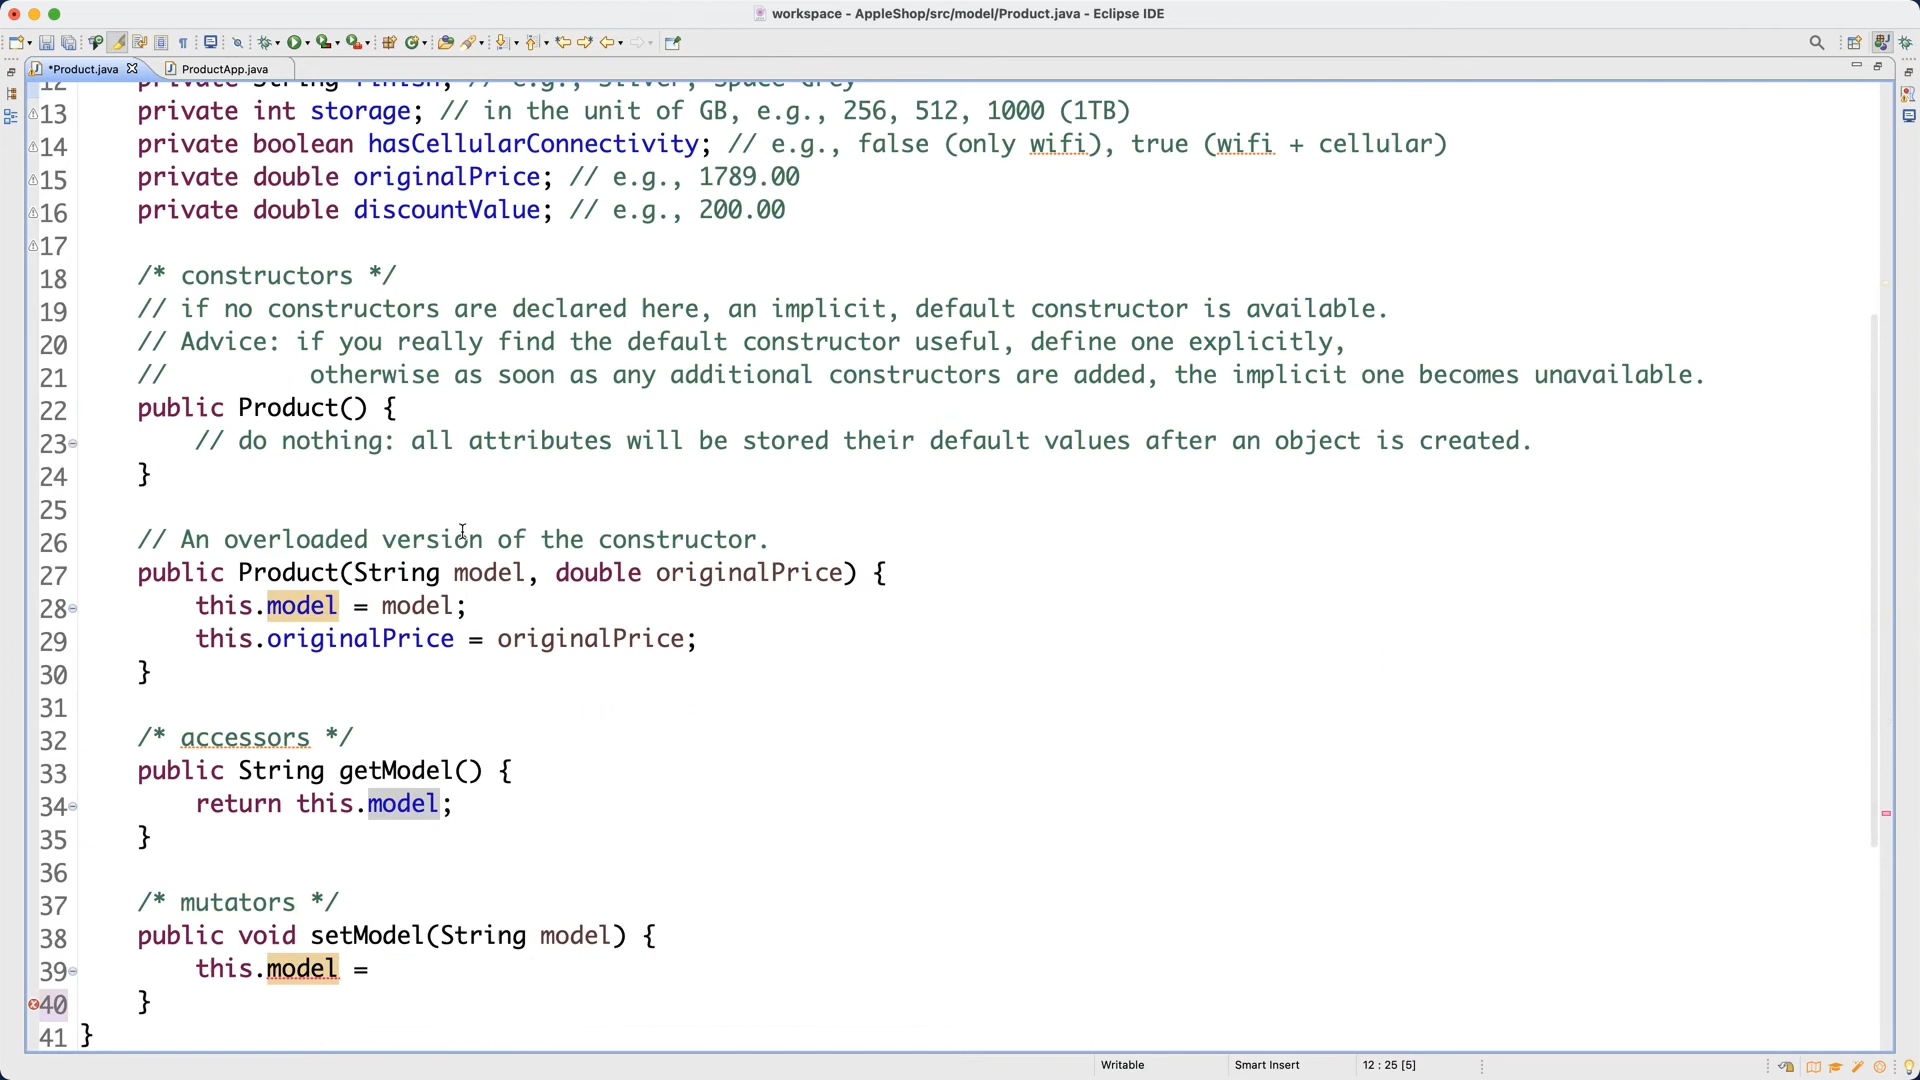 workspace - AppleShop/src/model/Product.java - Eclipse IDE
*Product.java
ProductApp.java
12 private String finish; // e.g., Silver, Space Grey
13 private int storage; // in the unit of GB, e.g., 256, 512, 1000 (1TB)
14 private boolean hasCellularConnectivity; // e.g., false (only wifi), true (wifi + cellular)
15 private double originalPrice; // e.g., 1789.00
16 private double discountValue; // e.g., 200.00
17
18 /* constructors */
19 // if no constructors are declared here, an implicit, default constructor is available.
20 // Advice: if you really find the default constructor useful, define one explicitly,
21 // otherwise as soon as any additional constructors are added, the implicit one becomes unavailable.
22 public Product() {
23 // do nothing: all attributes will be stored their default values after an object is created.
24 }
25
26 // An overloaded version of the constructor.
27 public Product(String model, double originalPrice) {
28 this.model = model;
29 this.originalPrice = originalPrice;
30 }
31
32 /* accessors */
33 public String getModel() {
34 return this.model;
35 }
36
37 /* mutators */
38 public void setModel(String model) {
39 this.model =
40 }
41 }
Writable
Smart Insert
12 : 25 [5]